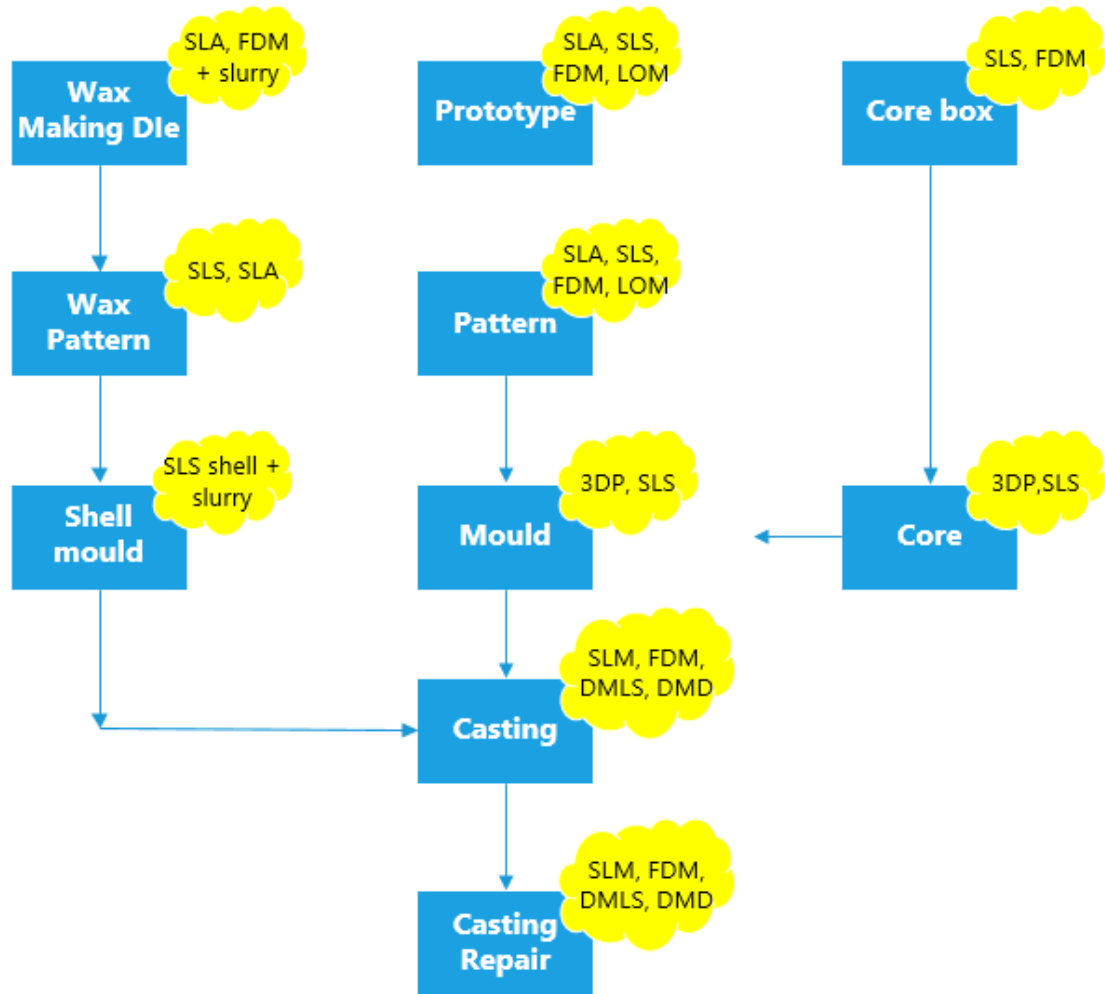 SLA, FDM
+ slurry
Wax
Making DIe
SLA, SLS,
FDM, LOM
Prototype
SLS, FDM
Core box
SLS, SLA
Wax
Pattern
SLA, SLS,
FDM, LOM
Pattern
SLS shell +
slurry
Shell
mould
3DP, SLS
Mould
3DP,SLS
Core
SLM, FDM,
DMLS, DMD
Casting
SLM, FDM,
DMLS, DMD
Casting
Repair